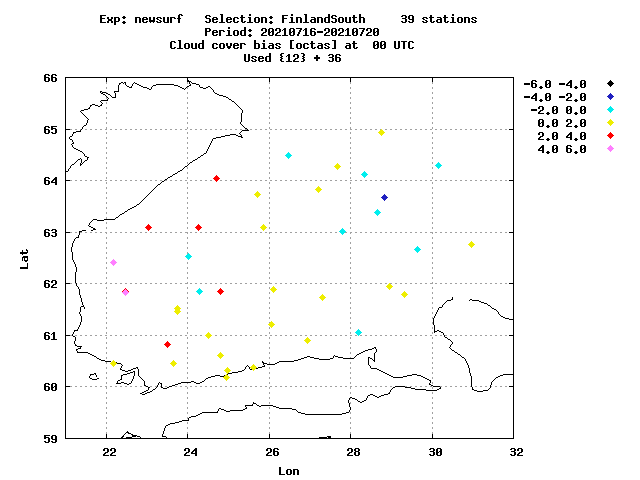 Exp: newsurf Selection: FinlandSouth 39 stations
Period: 20210716-20210720
Cloud cover bias [octas] at 00 UTC
Used {12} + 36
-6.0 -4.0
-4.0 -2.0
-2.0 0.0
0.0 2.0
2.0 4.0
4.0 6.0
66
65
64
63
62
61
60
59
Lat
22 24 26 28 30 32
Lon